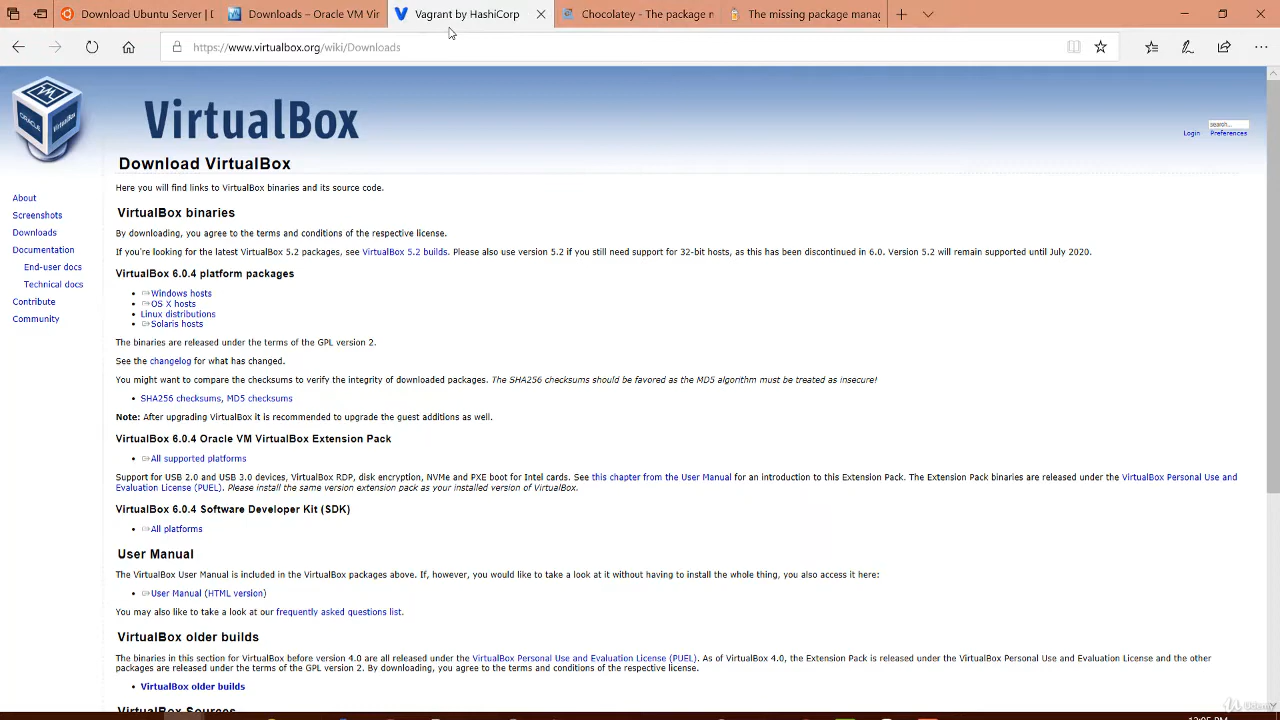 Download Ubuntu Server | D
Downloads – Oracle VM Vir
Vagrant by HashiCorp
Chocolatey - The package m
The missing package manag
https://www.virtualbox.org/wiki/Downloads
VirtualBox
search...
Login Preferences
Download VirtualBox
Here you will find links to VirtualBox binaries and its source code.
About
Screenshots
Downloads
Documentation
End-user docs
Technical docs
Contribute
Community
VirtualBox binaries
By downloading, you agree to the terms and conditions of the respective license.
If you're looking for the latest VirtualBox 5.2 packages, see VirtualBox 5.2 builds. Please also use version 5.2 if you still need support for 32-bit hosts, as this has been discontinued in 6.0. Version 5.2 will remain supported until July 2020.
VirtualBox 6.0.4 platform packages
Windows hosts
OS X hosts
Linux distributions
Solaris hosts
The binaries are released under the terms of the GPL version 2.
See the changelog for what has changed.
You might want to compare the checksums to verify the integrity of downloaded packages. The SHA256 checksums should be favored as the MD5 algorithm must be treated as insecure!
SHA256 checksums, MD5 checksums
Note: After upgrading VirtualBox it is recommended to upgrade the guest additions as well.
VirtualBox 6.0.4 Oracle VM VirtualBox Extension Pack
All supported platforms
Support for USB 2.0 and USB 3.0 devices, VirtualBox RDP, disk encryption, NVMe and PXE boot for Intel cards. See this chapter from the User Manual for an introduction to this Extension Pack. The Extension Pack binaries are released under the VirtualBox Personal Use and
Evaluation License (PUEL). Please install the same version extension pack as your installed version of VirtualBox.
VirtualBox 6.0.4 Software Developer Kit (SDK)
All platforms
User Manual
The VirtualBox User Manual is included in the VirtualBox packages above. If, however, you would like to take a look at it without having to install the whole thing, you also access it here:
User Manual (HTML version)
You may also like to take a look at our frequently asked questions list.
VirtualBox older builds
The binaries in this section for VirtualBox before version 4.0 are all released under the VirtualBox Personal Use and Evaluation License (PUEL). As of VirtualBox 4.0, the Extension Pack is released under the VirtualBox Personal Use and Evaluation License and the other
packages are released under the terms of the GPL version 2. By downloading, you agree to the terms and conditions of the respective license.
VirtualBox older builds
VirtualBox Sources
Udemy
12:05 PM